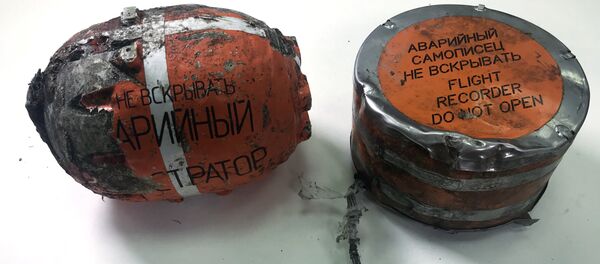 НЕ ВСКРЫВАТЬ
АРИЙНЫЙ
ТРАТОР
АВАРИЙНЫЙ
САМОПИСЕЦ
НЕ ВСКРЫВАТЬ
FLIGHT
RECORDER
DO NOT OPEN